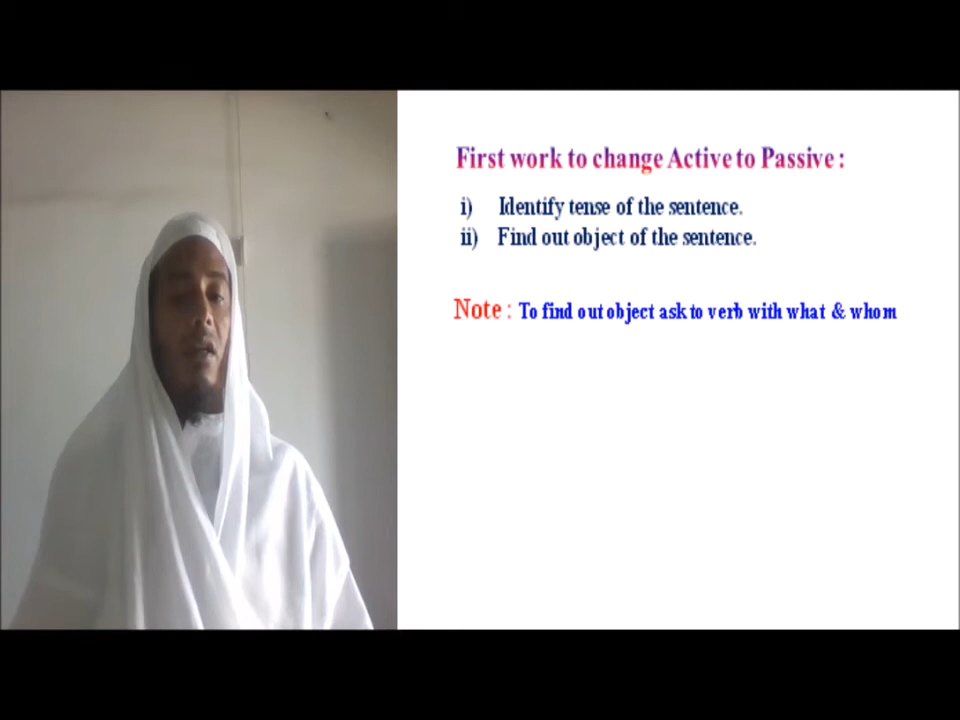 First work to change Active to Passive :
i) Identify tense of the sentence.
ii) Find out object of the sentence.
Note : To find out object ask to verb with what & whom